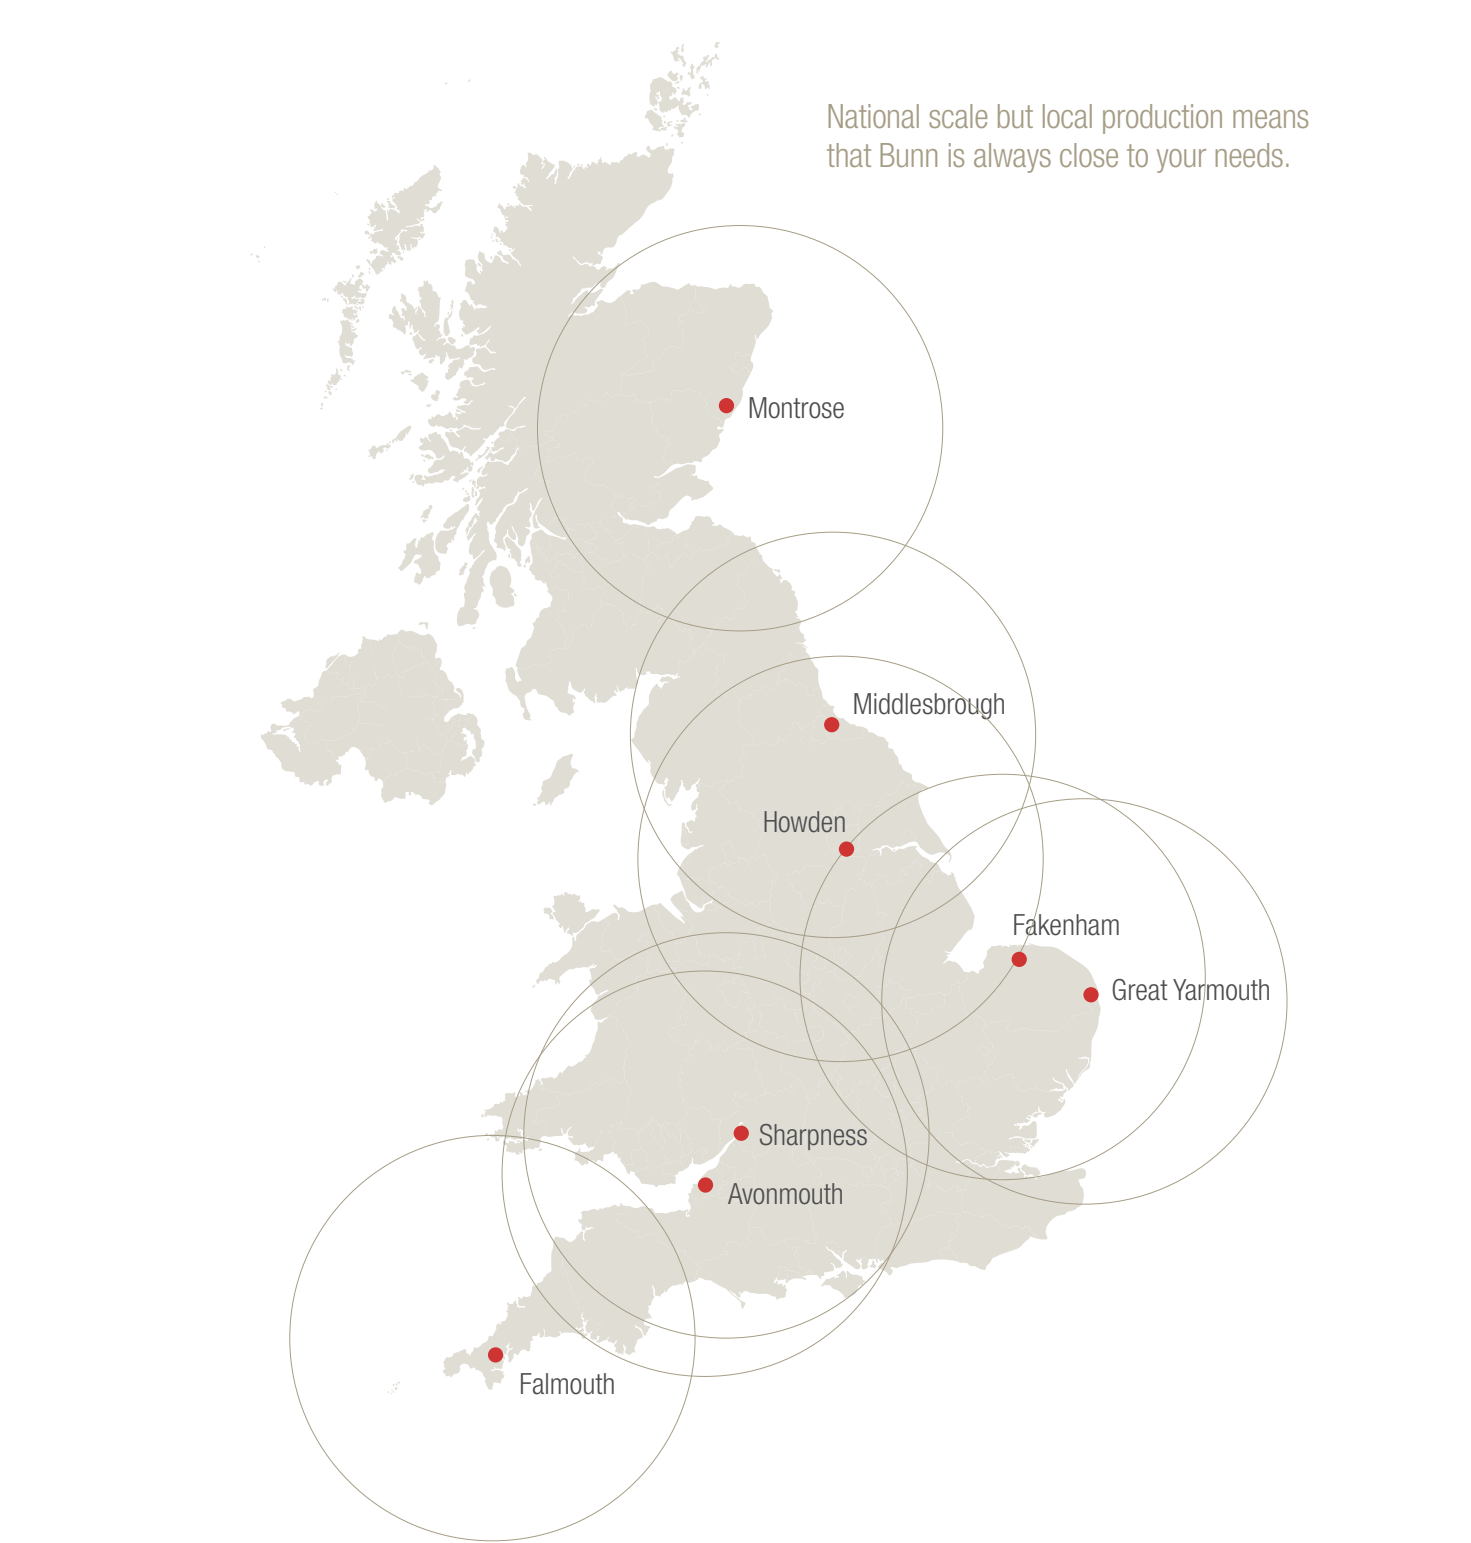 National scale but local production means
that Bunn is always close to your needs.
Montrose
Middlesbrough
Howden
Fakenham
Great Yarmouth
Sharpness
Avonmouth
Falmouth